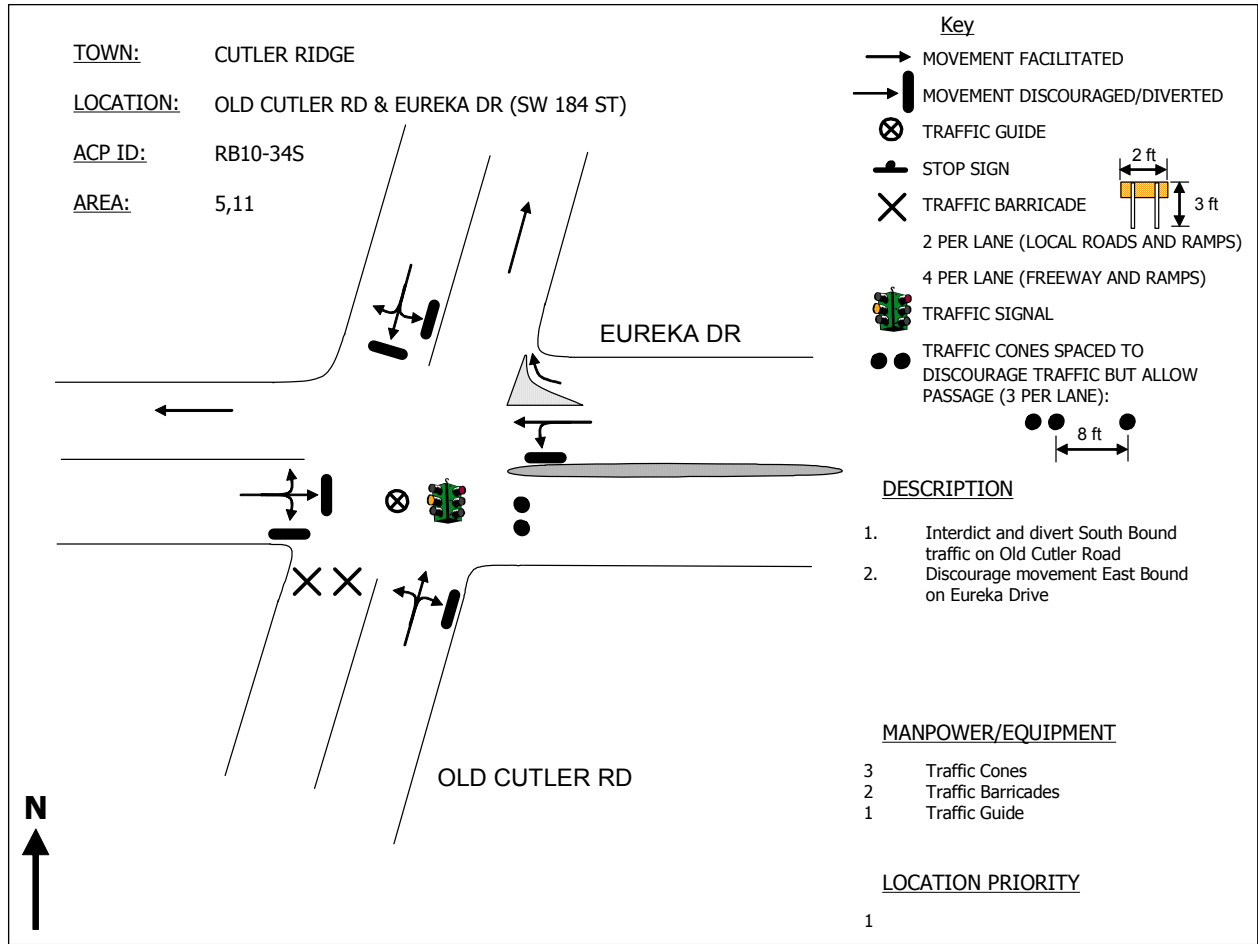 TOWN: CUTLER RIDGE
LOCATION: OLD CUTLER RD & EUREKA DR (SW 184 ST)
ACP ID: RB10-34S
AREA: 5,11
EUREKA DR
OLD CUTLER RD
N
Key
MOVEMENT FACILITATED
MOVEMENT DISCOURAGED/DIVERTED
TRAFFIC GUIDE
STOP SIGN
2 ft
TRAFFIC BARRICADE
3 ft
2 PER LANE (LOCAL ROADS AND RAMPS)
4 PER LANE (FREEWAY AND RAMPS)
TRAFFIC SIGNAL
TRAFFIC CONES SPACED TO
DISCOURAGE TRAFFIC BUT ALLOW
PASSAGE (3 PER LANE):
8 ft
DESCRIPTION
1. Interdict and divert South Bound
traffic on Old Cutler Road
2. Discourage movement East Bound
on Eureka Drive
MANPOWER/EQUIPMENT
3 Traffic Cones
2 Traffic Barricades
1 Traffic Guide
LOCATION PRIORITY
1